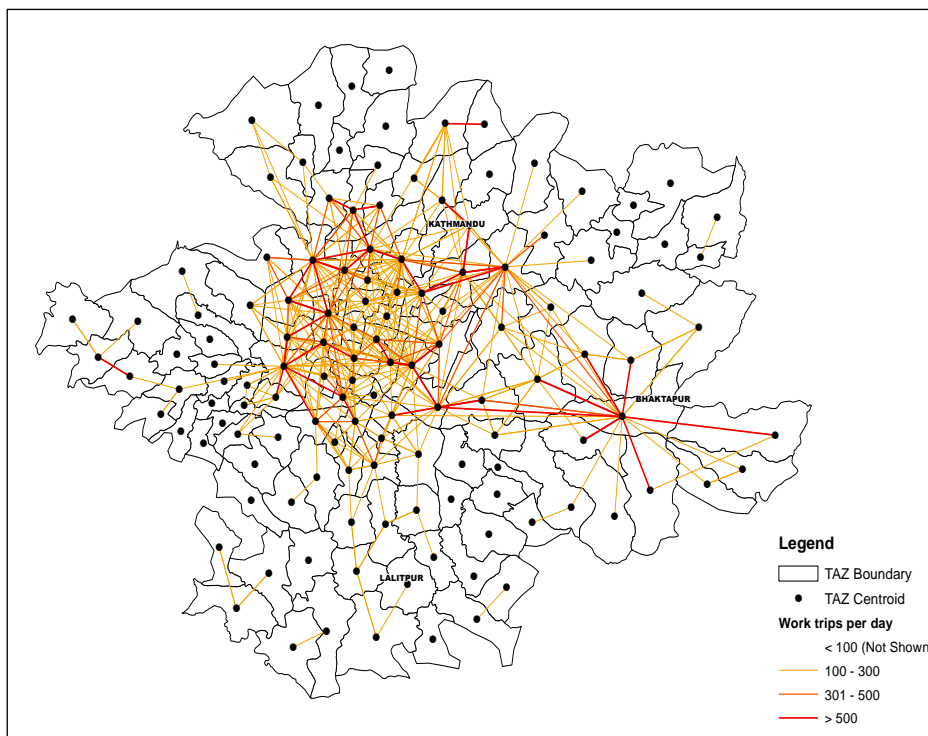 KATHMANDU
BHAKTAPUR
LALITPUR
Legend
TAZ Boundary
TAZ Centroid
Work trips per day
< 100 (Not Shown
100 - 300
301 - 500
> 500